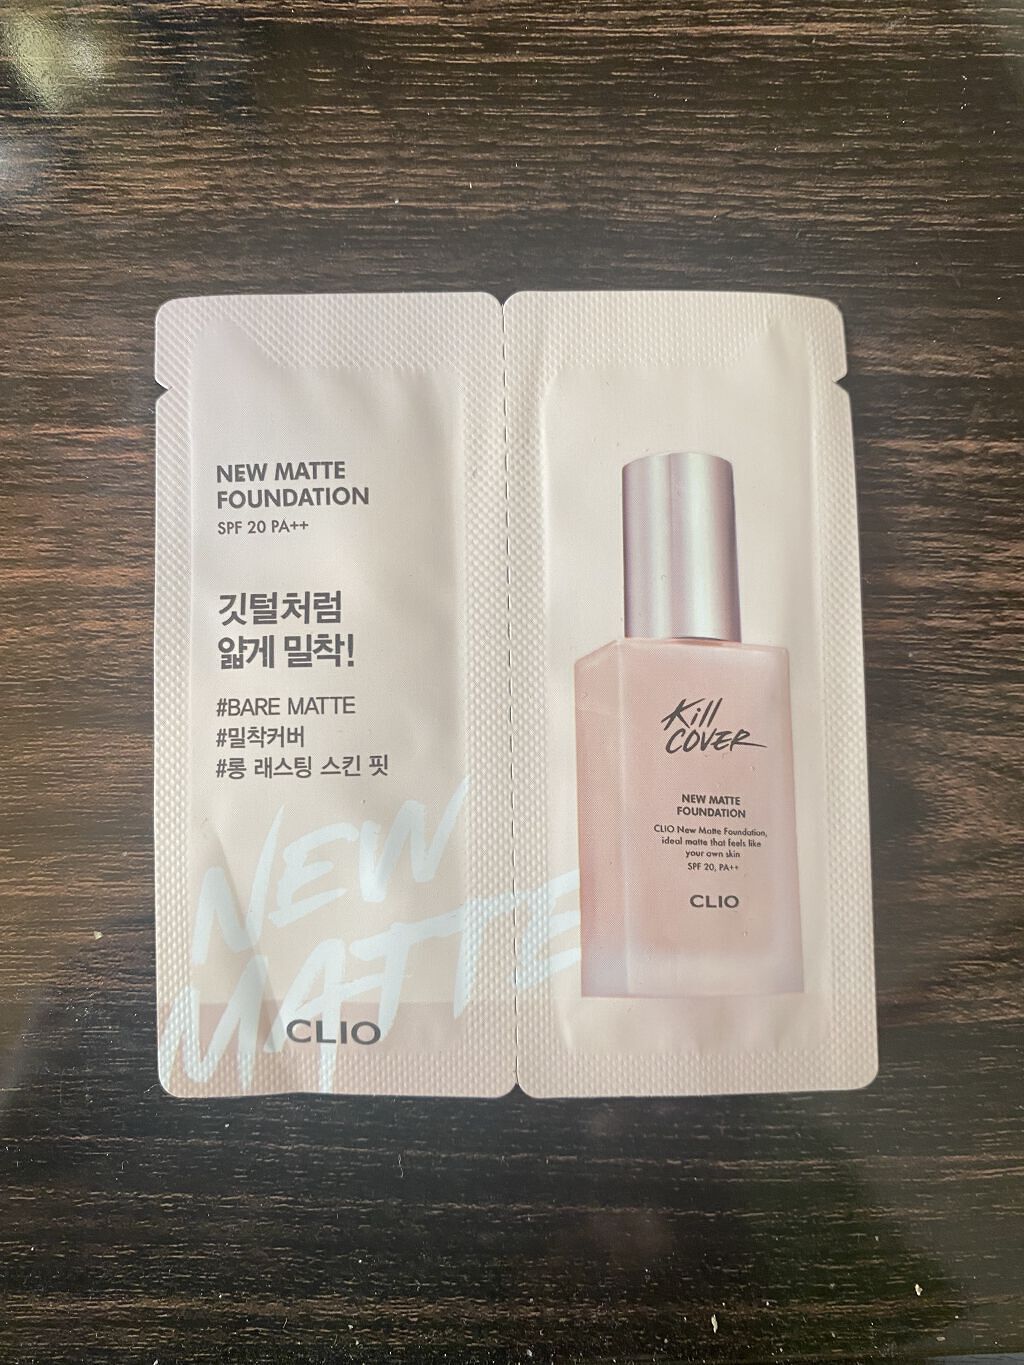 NEW MATTE
FOUNDATION
SPF 20 PA++
깃털처럼
얇게 밀착!
#BARE MATTE
#밀착커버
#롱 래스팅 스킨 핏
NEW
MATTE
CLIO
Kill
COVER
NEW MATTE
FOUNDATION
CLIO New Matte Foundation,
ideal matte that feels like
your own skin
SPF 20, PA++
CLIO